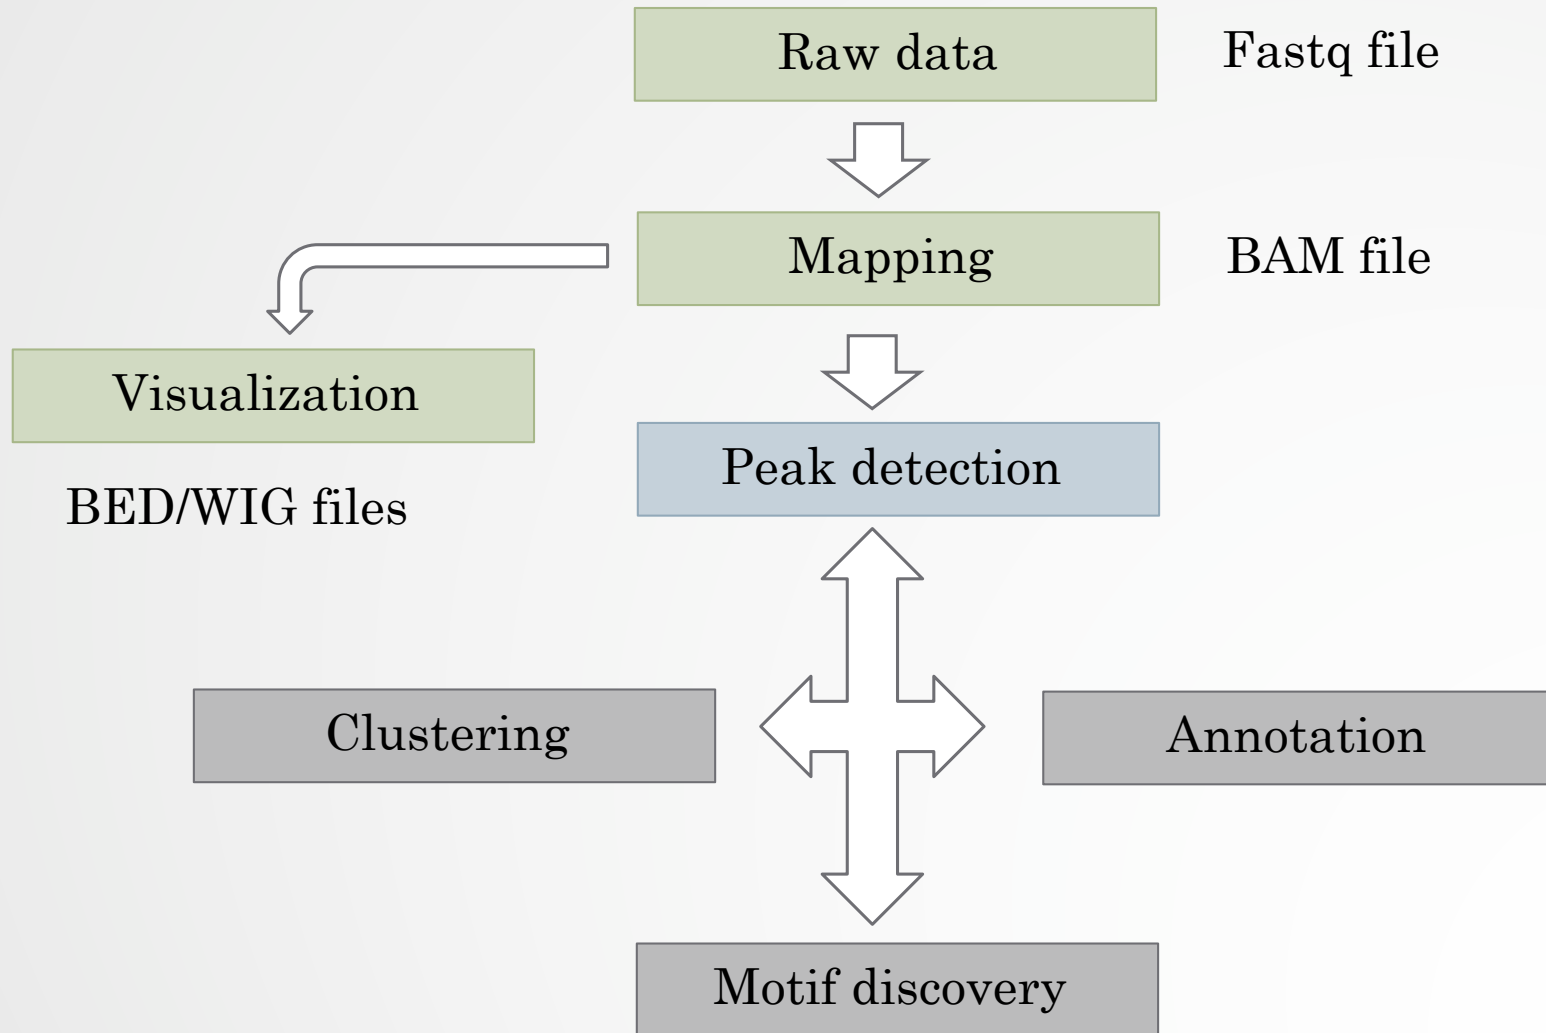 Raw data
Fastq file
Mapping
BAM file
Visualization
BED/WIG files
Peak detection
Clustering
Annotation
Motif discovery